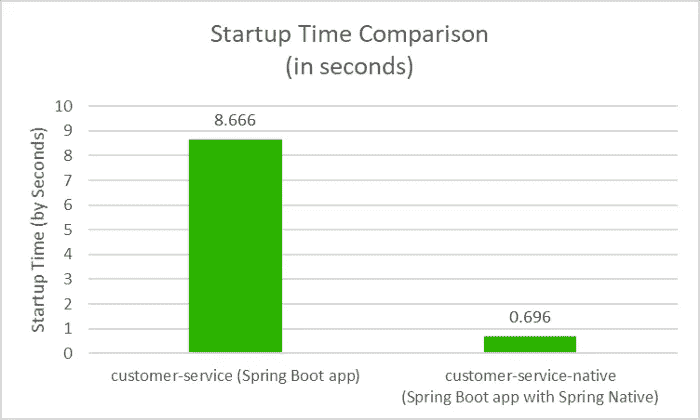 Startup Time Comparison
(in seconds)
Startup Time (by Seconds)
10
9
8
7
6
5
4
3
2
1
0
8.666
0.696
customer-service (Spring Boot app)
customer-service-native
(Spring Boot app with Spring Native)